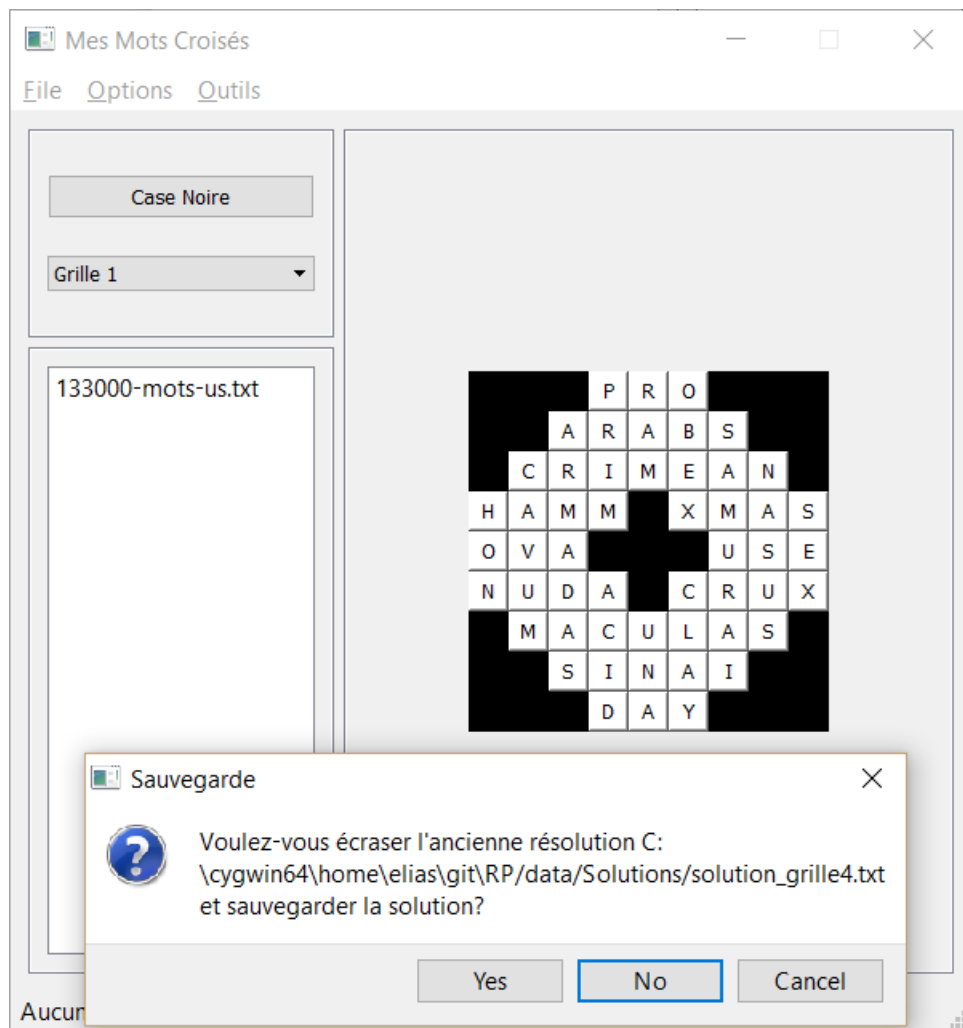 Mes Mots Croisés
File Options Outils
Case Noire
Grille 1
133000-mots-us.txt
P R O
A R A B S
C R I M E A N
H A M M X M A S
O V A U S E
N U D A C R U X
M A C U L A S
S I N A I
D A Y
Sauvegarde
Voulez-vous écraser l'ancienne résolution C:
\cygwin64\home\elias\git\RP/data/Solutions/solution_grille4.txt
et sauvegarder la solution?
Yes No Cancel